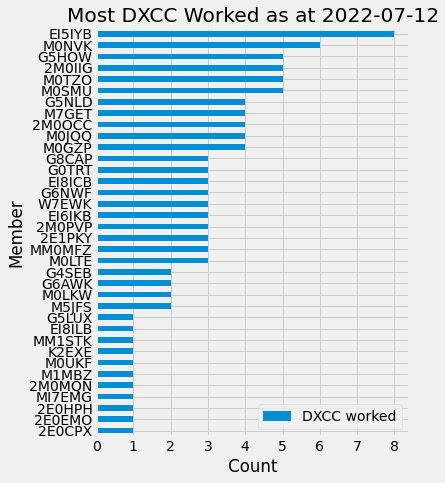 Most DXCC Worked as at 2022-07-12
EI5IYB
M0NVK
G5HOW
2M0IIG
M0TZO
M0SMU
G5NLD
M7GET
2M0OCC
M0JQQ
M0GZP
G8CAP
G0TRT
EI8ICB
G6NWF
W7EWK
EI6IKB
2M0PVP
2E1PKY
MM0MFZ
M0LTE
G4SEB
G6AWK
M0LKW
M5JFS
G5LUX
EI8ILB
MM1STK
K2EXE
M0UKF
M1MBZ
2M0MQN
MI7EMG
2E0HPH
2E0EMO
2E0CPX
Member
DXCC worked
0 1 2 3 4 5 6 7 8
Count